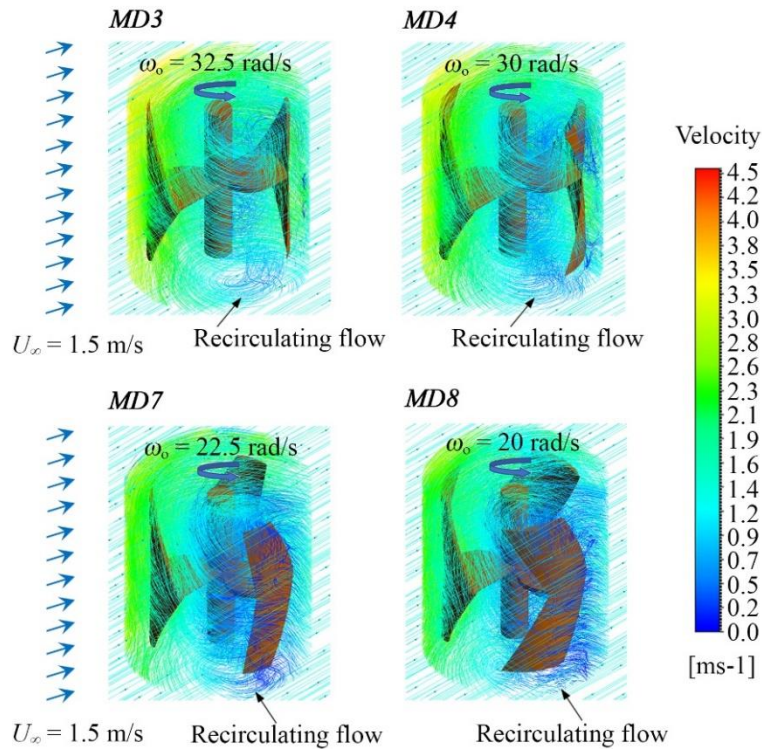 MD3
MD4
ωₒ = 32.5 rad/s
ωₒ = 30 rad/s
Velocity
4.5
4.2
4.0
3.8
3.5
3.3
3.0
2.8
2.6
2.3
2.1
1.9
1.6
1.4
1.2
0.9
0.7
0.5
0.2
0.0
[ms-1]
Recirculating flow
Recirculating flow
U∞ = 1.5 m/s
MD7
MD8
ωₒ = 22.5 rad/s
ωₒ = 20 rad/s
Recirculating flow
Recirculating flow
U∞ = 1.5 m/s